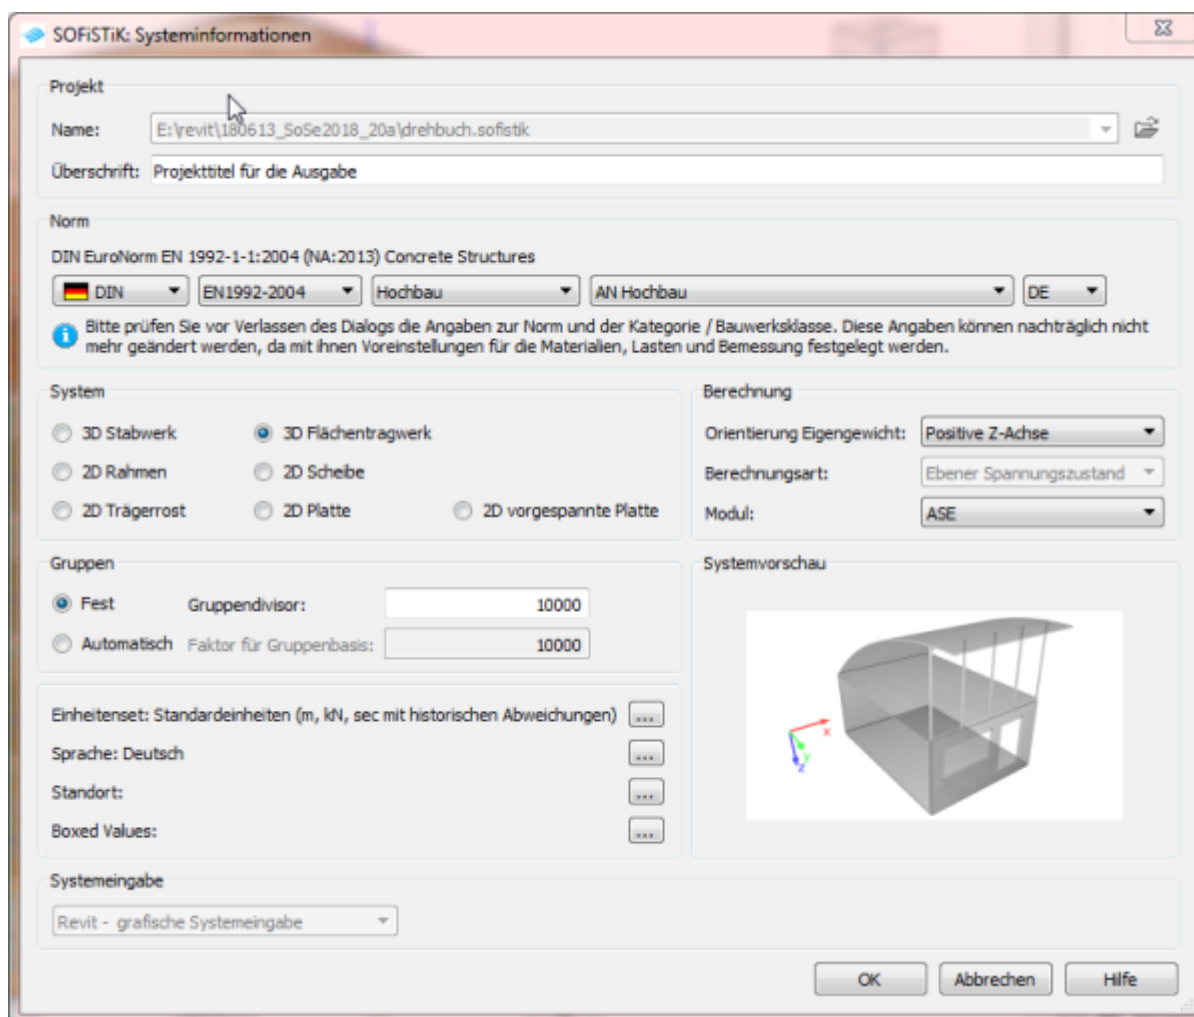 SOFiSTiK: Systeminformationen
Projekt
Name: E:\revit\180613_SoSe2018_20a\drehbuch.sofistik
Überschrift: Projekttitel für die Ausgabe
Norm
DIN EuroNorm EN 1992-1-1:2004 (NA:2013) Concrete Structures
DIN EN1992-2004 Hochbau AN Hochbau DE
Bitte prüfen Sie vor Verlassen des Dialogs die Angaben zur Norm und der Kategorie / Bauwerksklasse. Diese Angaben können nachträglich nicht
mehr geändert werden, da mit ihnen Voreinstellungen für die Materialien, Lasten und Bemessung festgelegt werden.
System
3D Stabwerk 3D Flächentragwerk
2D Rahmen 2D Scheibe
2D Trägerrost 2D Platte 2D vorgespannte Platte
Berechnung
Orientierung Eigengewicht: Positive Z-Achse
Berechnungsart: Ebener Spannungszustand
Modul: ASE
Gruppen
Fest Gruppendivisor: 10000
Automatisch Faktor für Gruppenbasis: 10000
Systemvorschau
x
y
z
Einheitenset: Standardeinheiten (m, kN, sec mit historischen Abweichungen) ...
Sprache: Deutsch ...
Standort: ...
Boxed Values: ...
Systemeingabe
Revit - grafische Systemeingabe
OK Abbrechen Hilfe